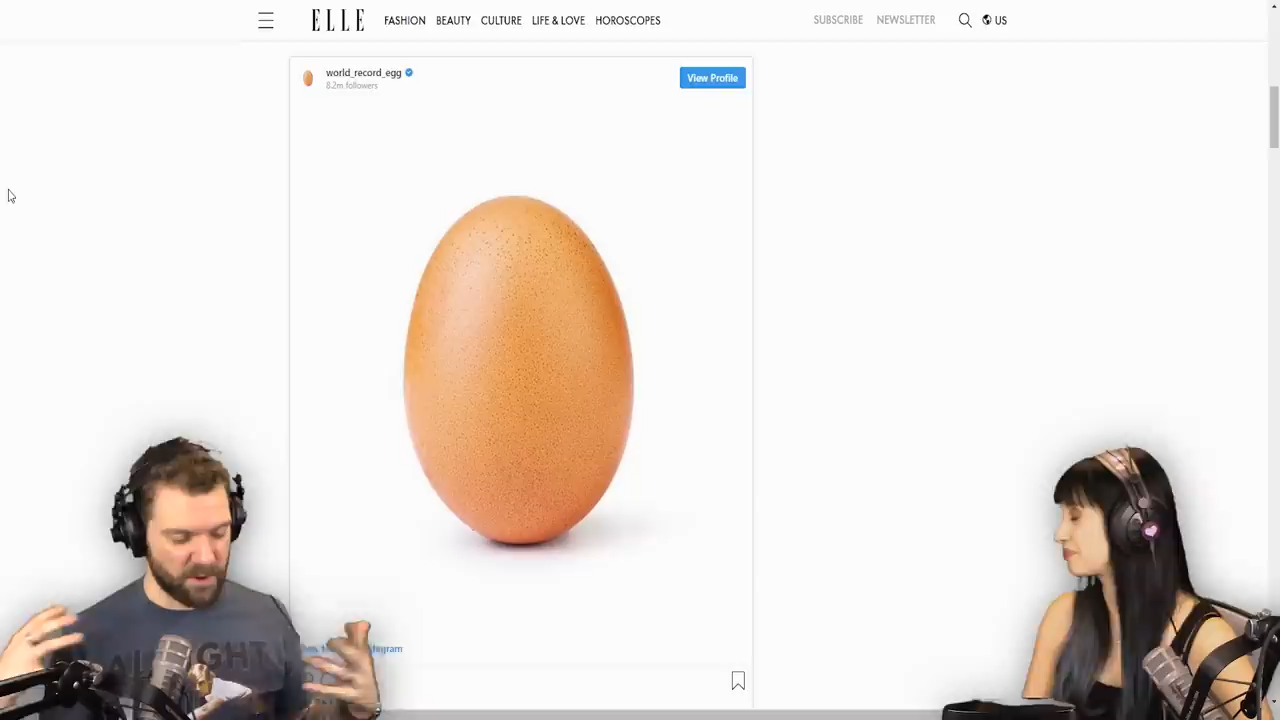 ELLE FASHION BEAUTY CULTURE LIFE & LOVE HOROSCOPES SUBSCRIBE NEWSLETTER US
world_record_egg
8.2m followers
View Profile